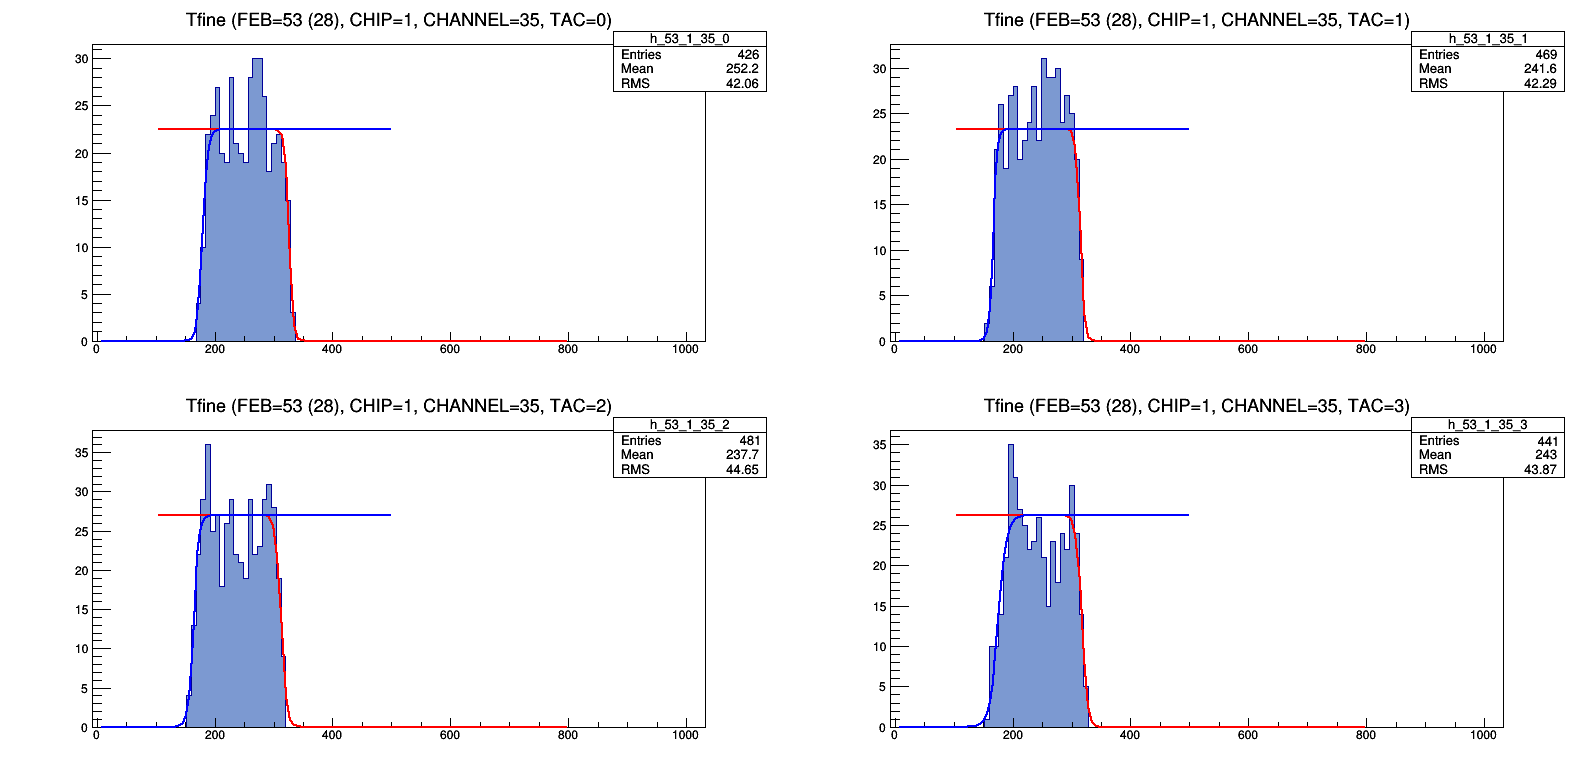 Tfine (FEB=53 (28), CHIP=1, CHANNEL=35, TAC=0)
h_53_1_35_0
Entries 426
Mean 252.2
RMS 42.06
30
25
20
15
10
5
0
0 200 400 600 800 1000
Tfine (FEB=53 (28), CHIP=1, CHANNEL=35, TAC=1)
h_53_1_35_1
Entries 469
Mean 241.6
RMS 42.29
30
25
20
15
10
5
0
0 200 400 600 800 1000
Tfine (FEB=53 (28), CHIP=1, CHANNEL=35, TAC=2)
h_53_1_35_2
Entries 481
Mean 237.7
RMS 44.65
35
30
25
20
15
10
5
0
0 200 400 600 800 1000
Tfine (FEB=53 (28), CHIP=1, CHANNEL=35, TAC=3)
h_53_1_35_3
Entries 441
Mean 243
RMS 43.87
35
30
25
20
15
10
5
0
0 200 400 600 800 1000